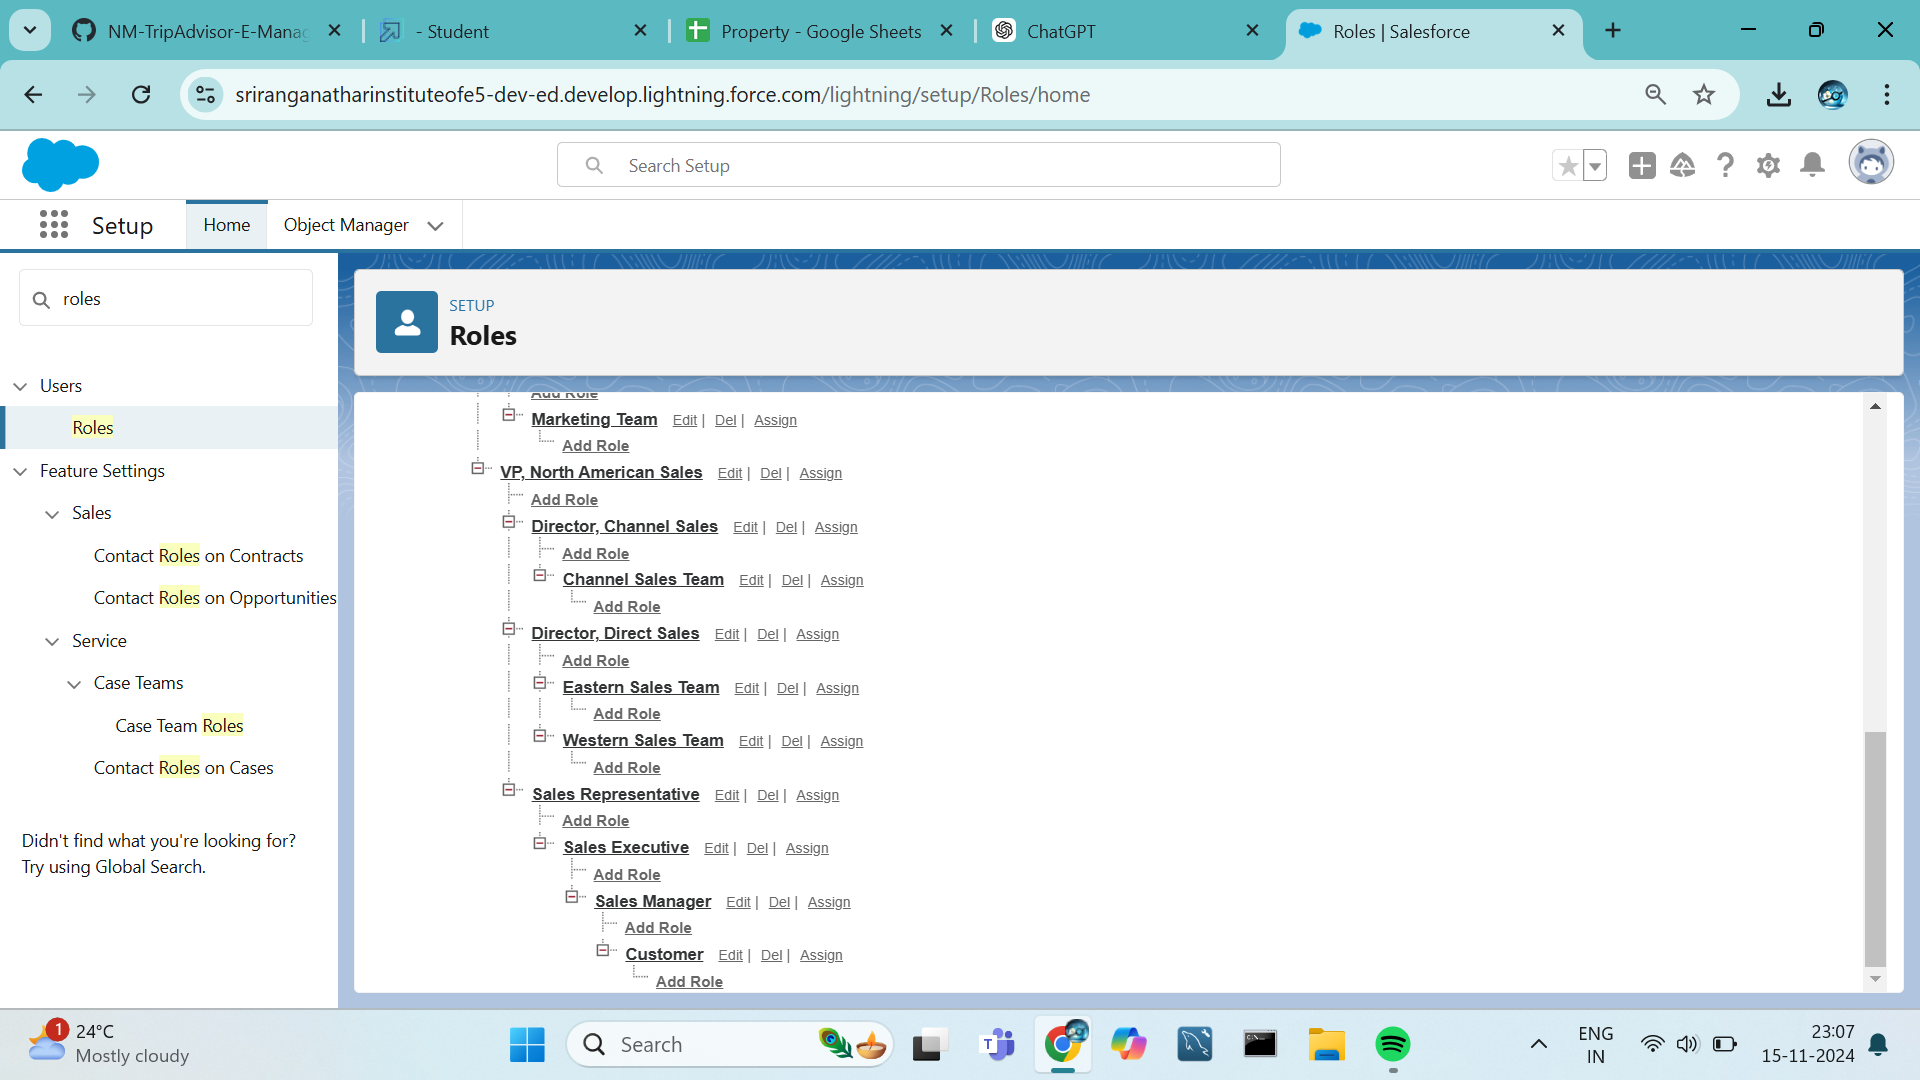 NM-TripAdvisor-E-Manag
- Student
Property - Google Sheets
ChatGPT
Roles | Salesforce
sriranganatharinstituteofe5-dev-ed.develop.lightning.force.com/lightning/setup/Roles/home
Search Setup
Setup
Home
Object Manager
roles
Users
Roles
Feature Settings
Sales
Contact Roles on Contracts
Contact Roles on Opportunities
Service
Case Teams
Case Team Roles
Contact Roles on Cases
Didn't find what you're looking for?
Try using Global Search.
SETUP
Roles
Add Role
Marketing Team Edit | Del | Assign
Add Role
VP, North American Sales Edit | Del | Assign
Add Role
Director, Channel Sales Edit | Del | Assign
Add Role
Channel Sales Team Edit | Del | Assign
Add Role
Director, Direct Sales Edit | Del | Assign
Add Role
Eastern Sales Team Edit | Del | Assign
Add Role
Western Sales Team Edit | Del | Assign
Add Role
Sales Representative Edit | Del | Assign
Add Role
Sales Executive Edit | Del | Assign
Add Role
Sales Manager Edit | Del | Assign
Add Role
Customer Edit | Del | Assign
Add Role
1
24°C
Mostly cloudy
Search
T
ENG
IN
23:07
15-11-2024